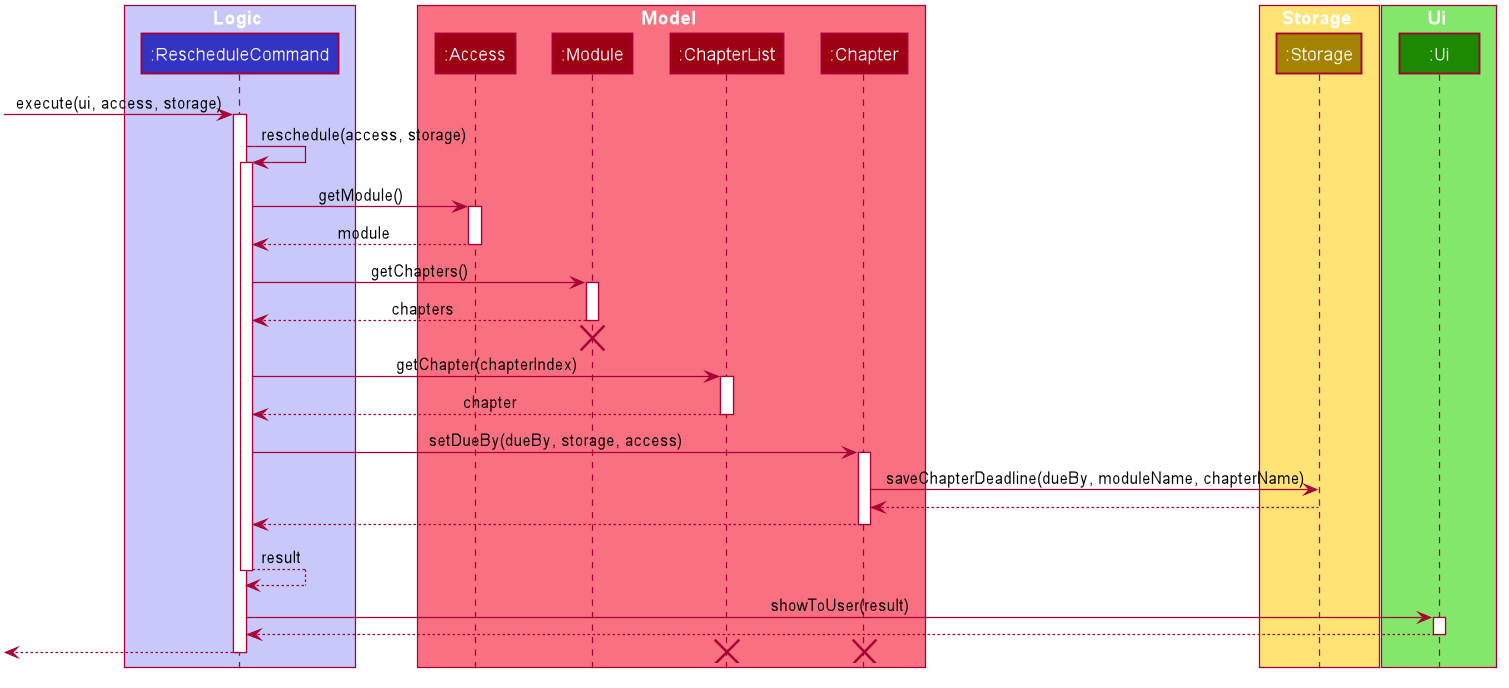 Logic
Model
Storage
Ui
:RescheduleCommand
:Access
:Module
:ChapterList
:Chapter
:Storage
:Ui
execute(ui, access, storage)
reschedule(access, storage)
getModule()
module
getChapters()
chapters
getChapter(chapterIndex)
chapter
setDueBy(dueBy, storage, access)
saveChapterDeadline(dueBy, moduleName, chapterName)
result
showToUser(result)